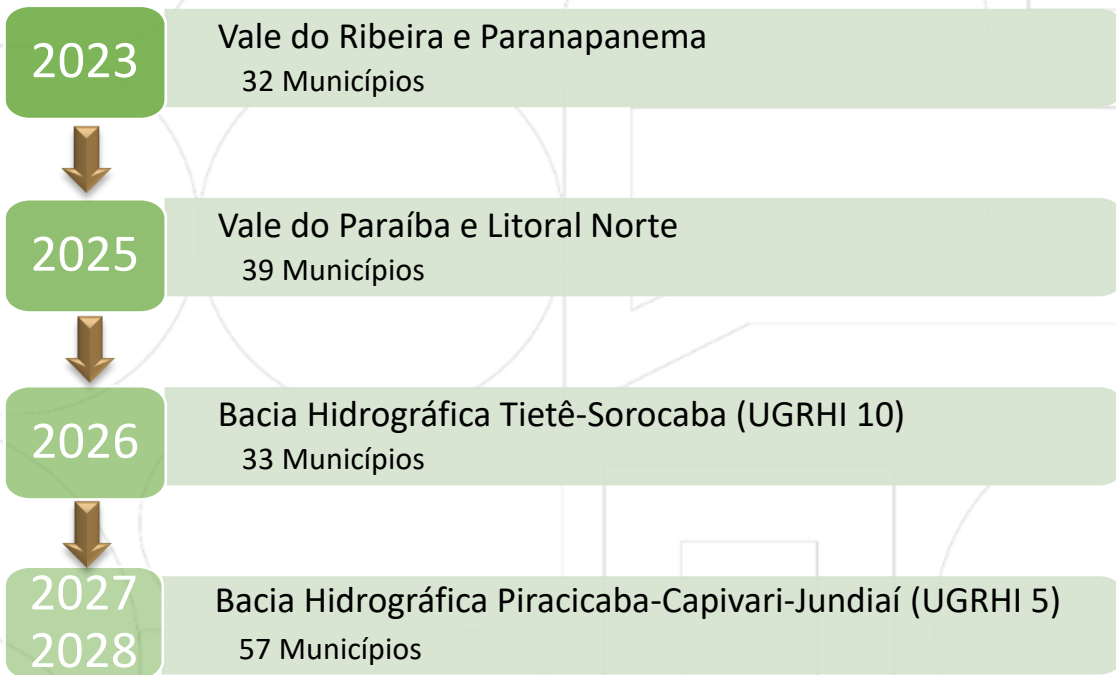 2023
Vale do Ribeira e Paranapanema
32 Municípios
2025
Vale do Paraíba e Litoral Norte
39 Municípios
2026
Bacia Hidrográfica Tietê-Sorocaba (UGRHI 10)
33 Municípios
2027
2028
Bacia Hidrográfica Piracicaba-Capivari-Jundiaí (UGRHI 5)
57 Municípios